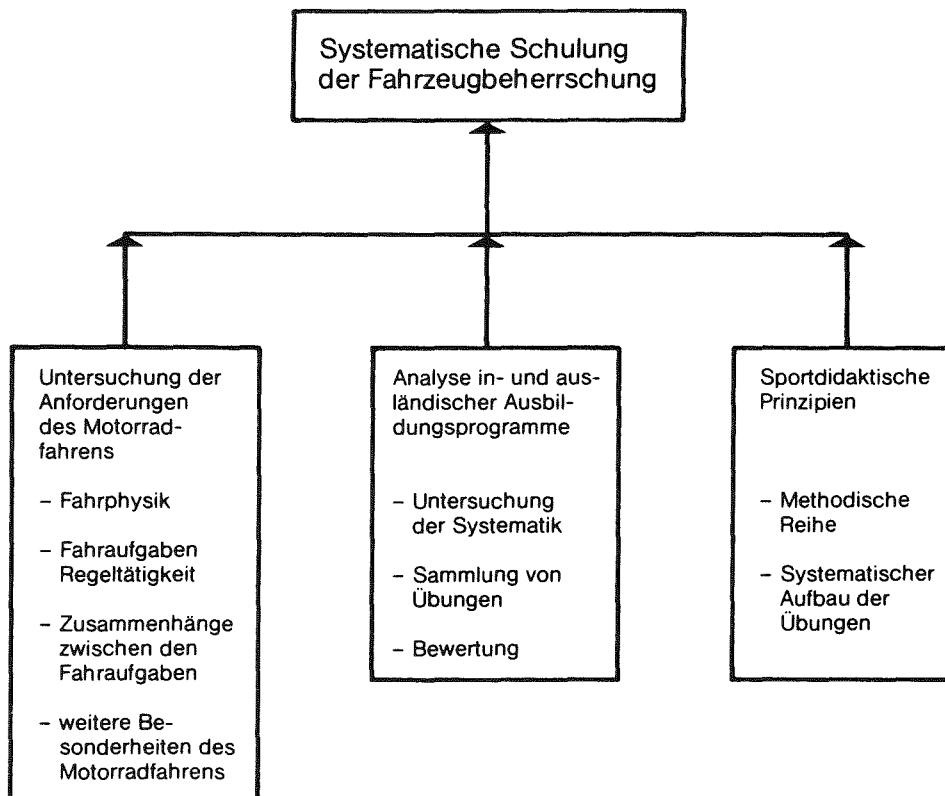 Systematische Schulung
der Fahrzeugbeherrschung
Untersuchung der
Anforderungen
des Motorrad-
fahrens
– Fahrphysik
– Fahraufgaben
Regeltätigkeit
– Zusammenhänge
zwischen den
Fahraufgaben
– weitere Be-
sonderheiten des
Motorradfahrens
Analyse in- und aus-
ländischer Ausbil-
dungsprogramme
– Untersuchung
der Systematik
– Sammlung von
Übungen
– Bewertung
Sportdidaktische
Prinzipien
– Methodische
Reihe
– Systematischer
Aufbau der
Übungen